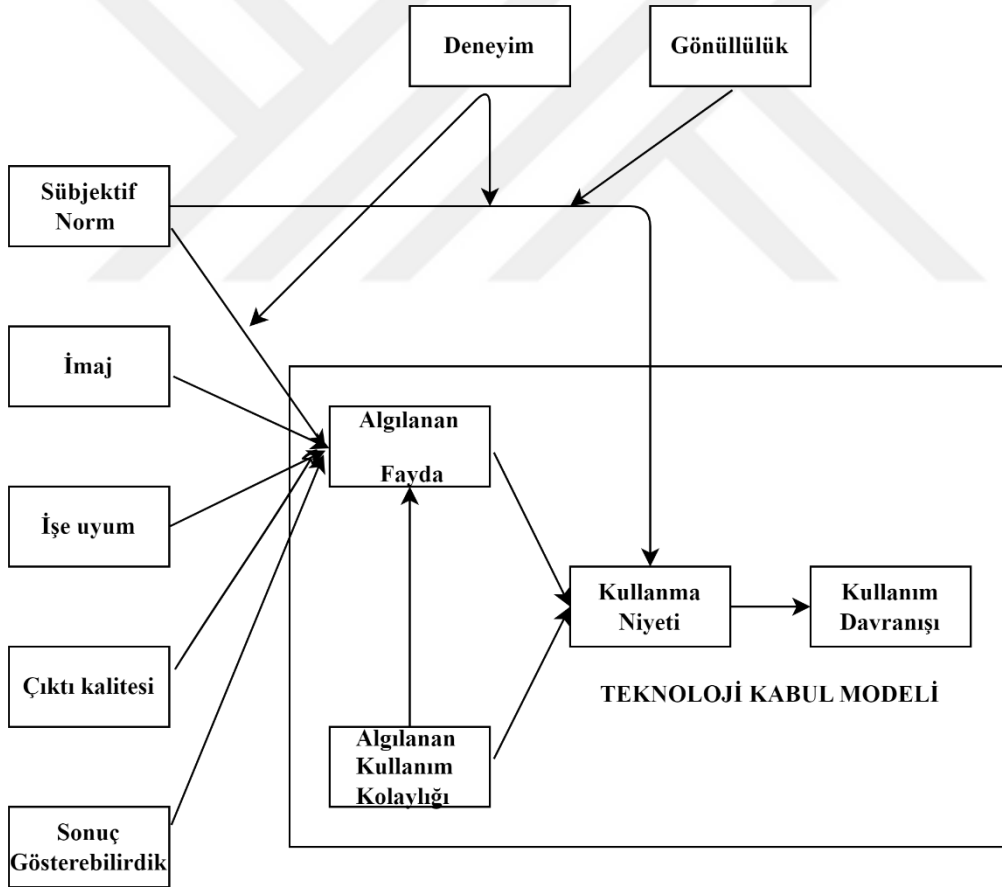 Deneyim
Gönüllülük
Sübjektif
Norm
İmaj
Algılanan
Fayda
İşe uyum
Kullanma
Niyeti
Kullanım
Davranışı
Çıktı kalitesi
TEKNOLOJİ KABUL MODELİ
Algılanan
Kullanım
Kolaylığı
Sonuç
Gösterebilirdik